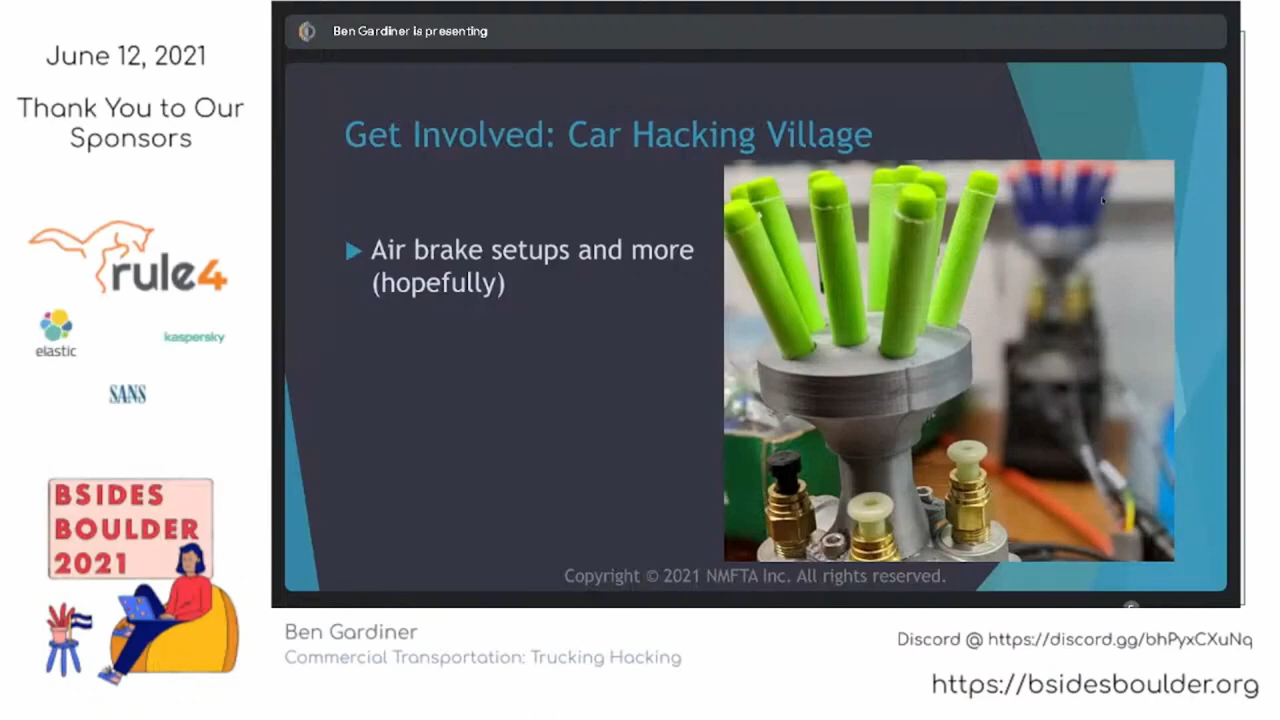 June 12, 2021
Thank You to Our
Sponsors
rule4
elastic
kaspersky
SANS
BSIDES
BOULDER
2021
Ben Gardiner is presenting
Get Involved: Car Hacking Village
Air brake setups and more
(hopefully)
Copyright © 2021 NMFTA Inc. All rights reserved.
Ben Gardiner
Commercial Transportation: Trucking Hacking
Discord @ https://discord.gg/bhPyxCXuNq
https://bsidesboulder.org